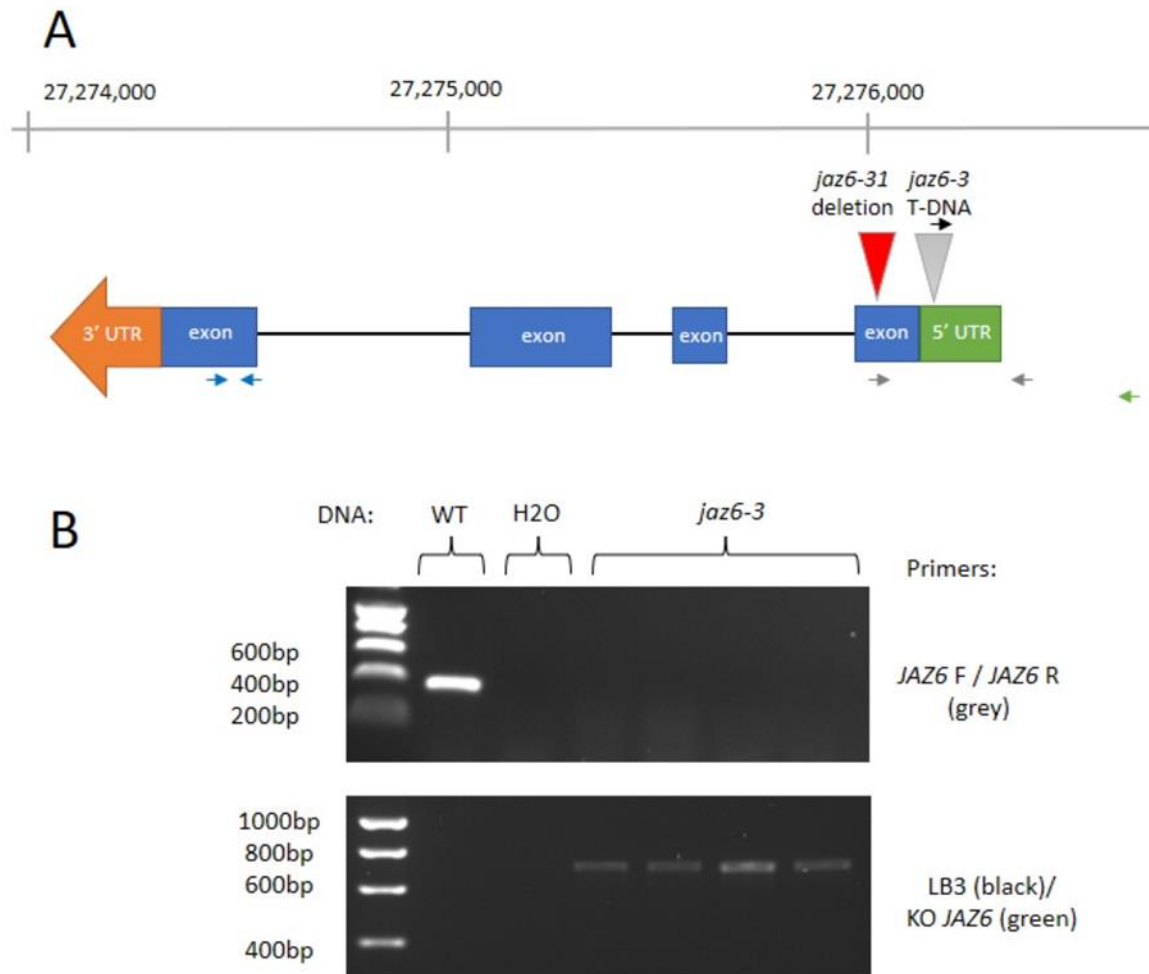 A
27,274,000 27,275,000 27,276,000
jaz6-31 jaz6-3
deletion T-DNA
3' UTR exon exon exon exon 5' UTR
B
DNA: WT H2O jaz6-3
Primers:
600bp
400bp
200bp
JAZ6 F / JAZ6 R
(grey)
1000bp
800bp
600bp
400bp
LB3 (black)/
KO JAZ6 (green)